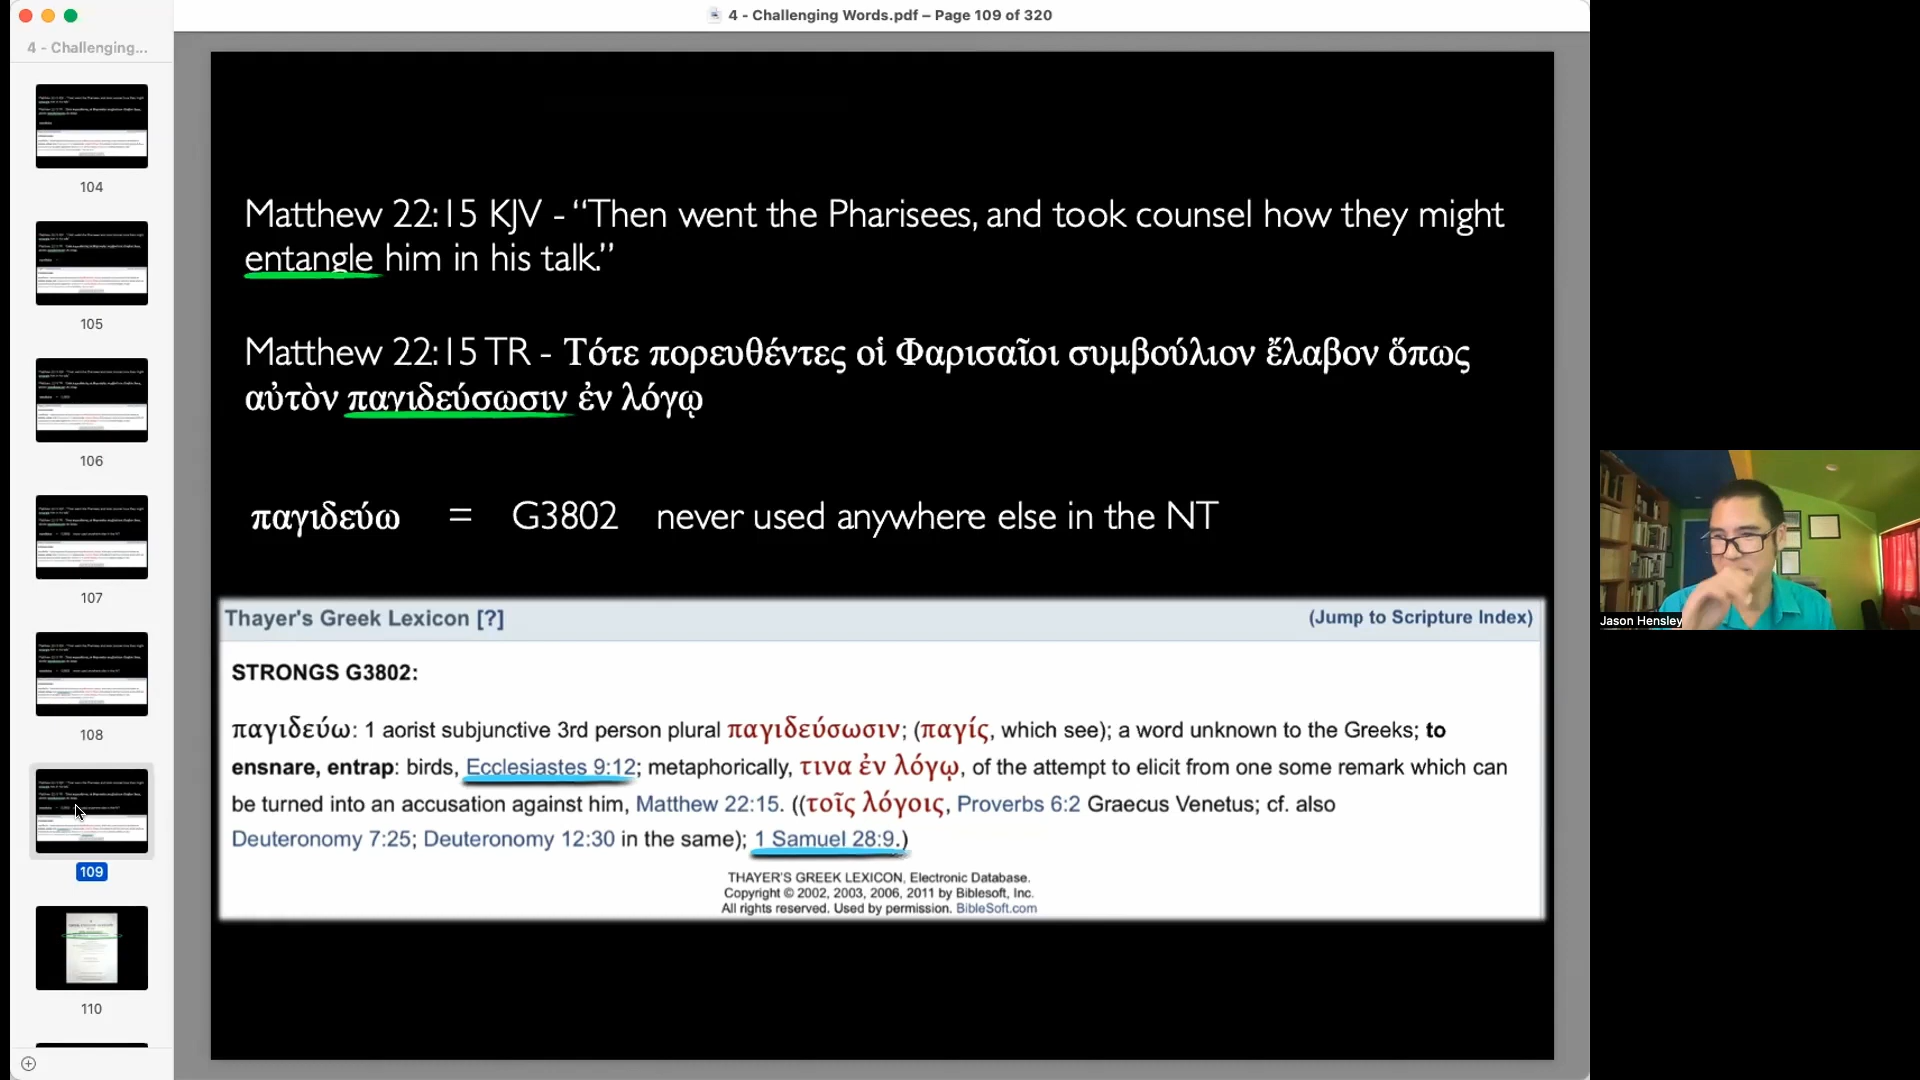 4 - Challenging Words.pdf – Page 109 of 320
4 - Challenging...
104
105
106
107
108
109
110
Matthew 22:15 KJV - “Then went the Pharisees, and took counsel how they might
entangle him in his talk.”
Matthew 22:15 TR - Τότε πορευθέντες οἱ Φαρισαῖοι συμβούλιον ἔλαβον ὅπως
αὐτὸν παγιδεύσωσιν ἐν λόγῳ
παγιδεύω = G3802 never used anywhere else in the NT
Thayer's Greek Lexicon [?] (Jump to Scripture Index)
STRONGS G3802:
παγιδεύω: 1 aorist subjunctive 3rd person plural παγιδεύσωσιν; (παγίς, which see); a word unknown to the Greeks; to
ensnare, entrap: birds, Ecclesiastes 9:12; metaphorically, τινα ἐν λόγῳ, of the attempt to elicit from one some remark which can
be turned into an accusation against him, Matthew 22:15. ((τοῖς λόγοις, Proverbs 6:2 Graecus Venetus; cf. also
Deuteronomy 7:25; Deuteronomy 12:30 in the same); 1 Samuel 28:9.)
THAYER'S GREEK LEXICON, Electronic Database.
Copyright © 2002, 2003, 2006, 2011 by Biblesoft, Inc.
All rights reserved. Used by permission. BibleSoft.com
Jason Hensley